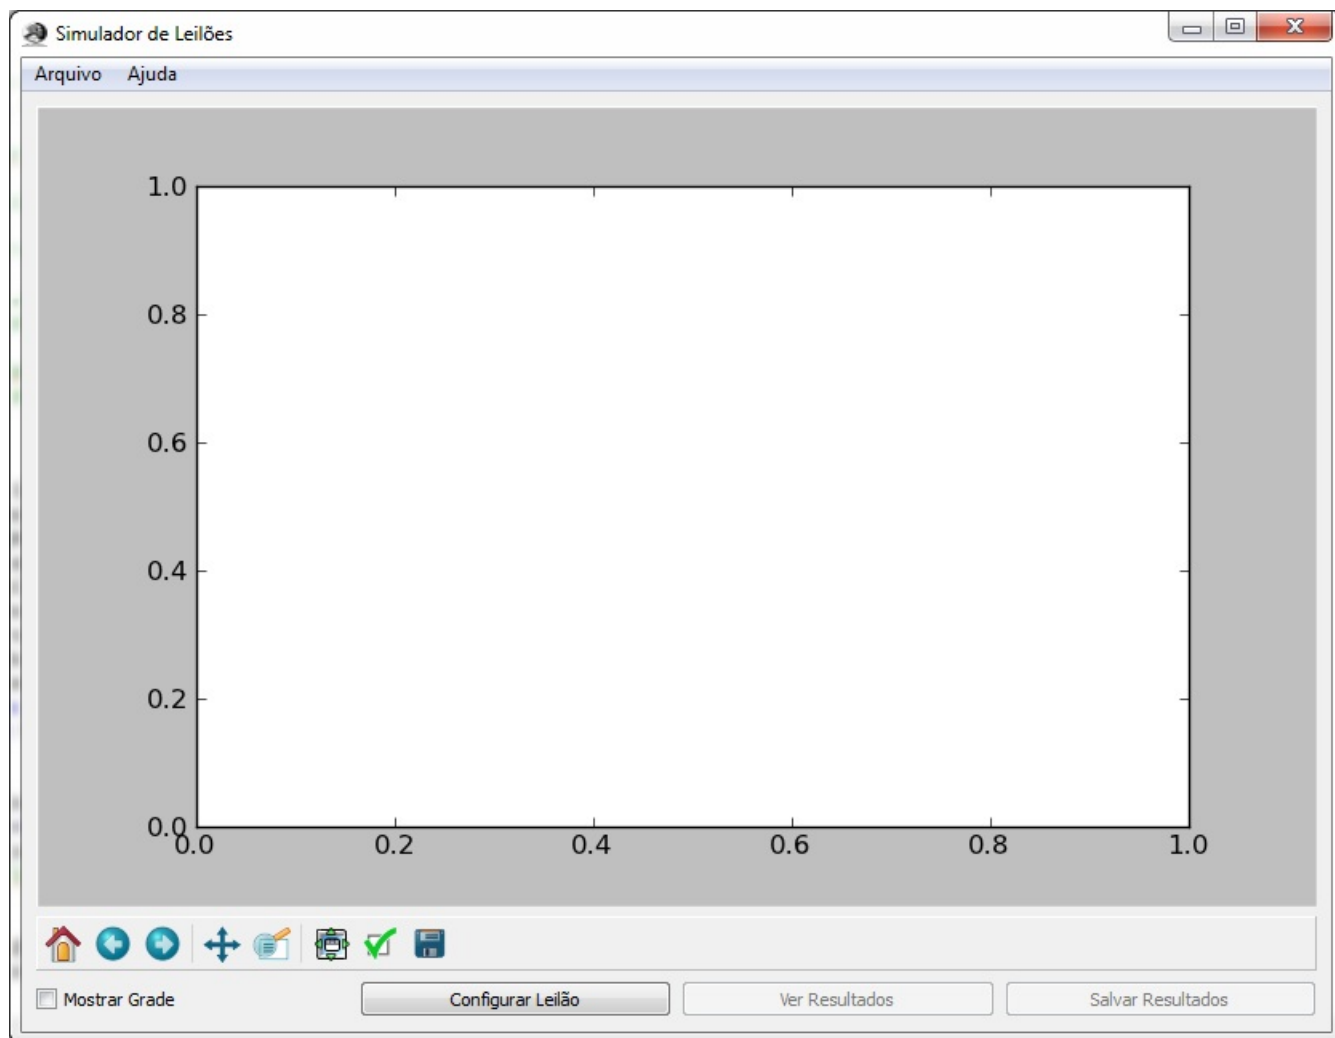 Simulador de Leilões
Arquivo Ajuda
1.0
0.8
0.6
0.4
0.2
0.0
0.0 0.2 0.4 0.6 0.8 1.0
Mostrar Grade Configurar Leilão Ver Resultados Salvar Resultados